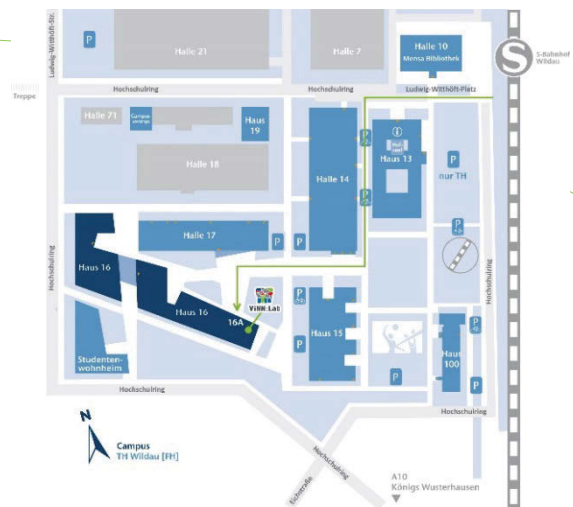 Ludwig-Witthöft-Str.
P
Halle 21
Halle 7
Halle 10
Mensa Bibliothek
S
S-Bahnhof
Wildau
Hochschulring
Hochschulring
Ludwig-Witthöft-Platz
Treppe
Halle 71
Haus
19
Halle 18
Halle 14
P
i
Haus 13
P
nur TH
P
P
Halle 17
P
P
Hochschulring
Hochschulring
Haus 16
Haus 16
16A
ViNN:Lab
P
P
Haus 15
Haus
100
P
P
P
Studenten-
wohnheim
Hochschulring
Hochschulring
Hochschulring
Eichstraße
N
Campus
TH Wildau [FH]
A10
Königs Wusterhausen